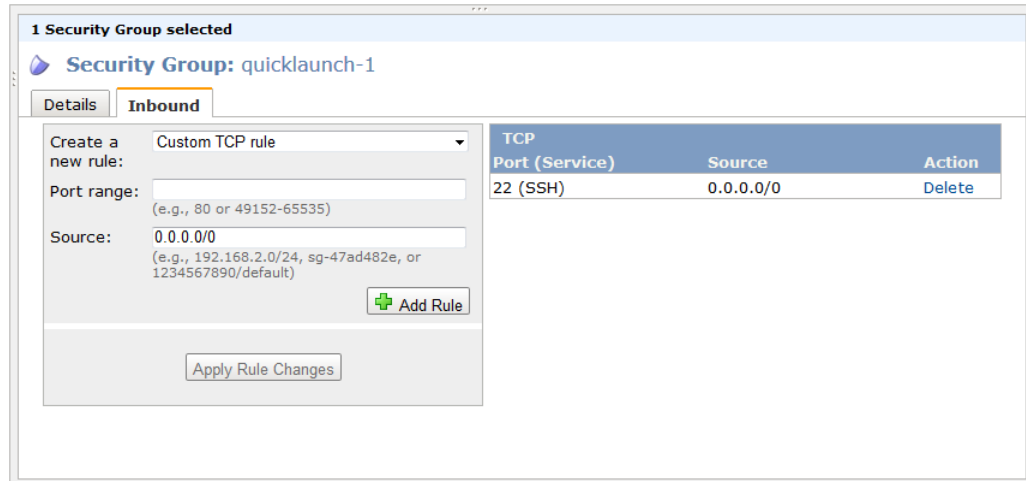 1 Security Group selected
Security Group: quicklaunch-1
Details
Inbound
Create a new rule:
Custom TCP rule
Port range:
(e.g., 80 or 49152-65535)
Source:
0.0.0.0/0
(e.g., 192.168.2.0/24, sg-47ad482e, or
1234567890/default)
Add Rule
Apply Rule Changes
TCP
Port (Service) Source Action
22 (SSH) 0.0.0.0/0 Delete